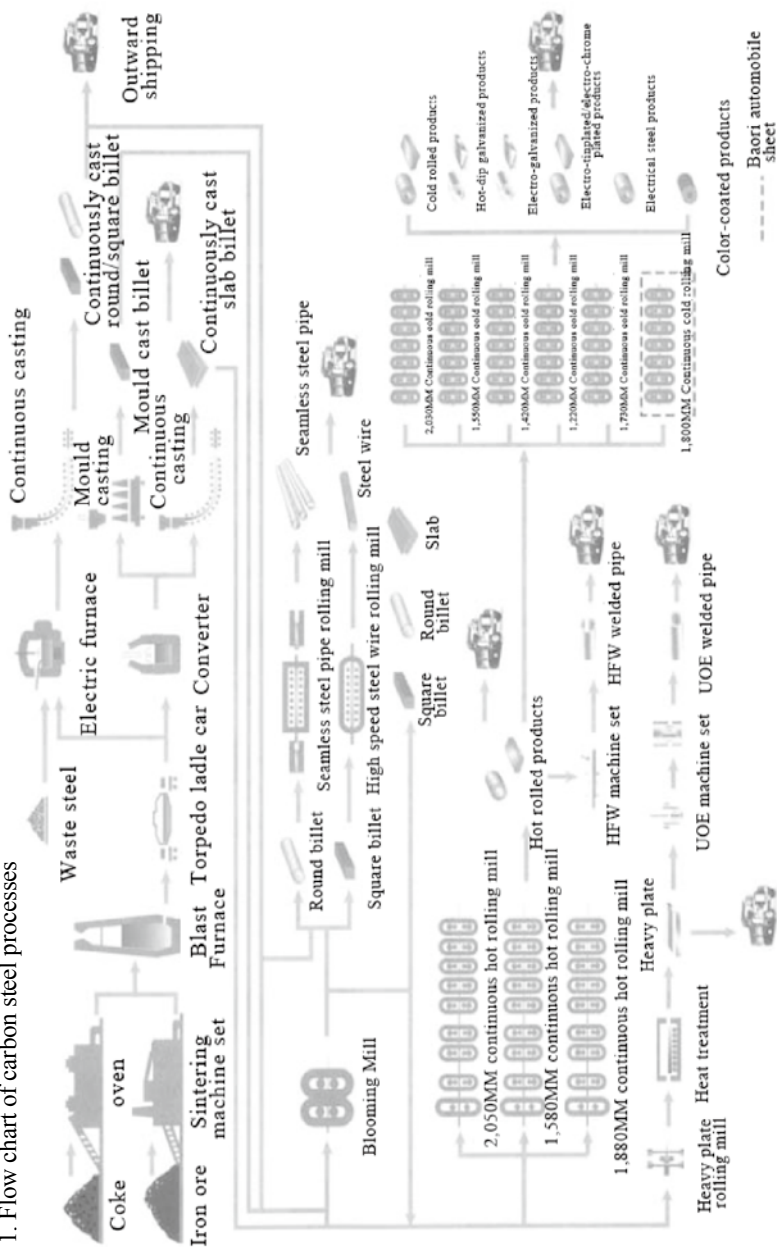 1. Flow chart of carbon steel processes
Coke
oven
Iron ore
Sintering
machine set
Blast
Furnace
Torpedo ladle car
Waste steel
Electric furnace
Converter
Continuous casting
Mould
casting
Continuous
casting
Continuously cast
round/square billet
Mould cast billet
Continuously cast
slab billet
Outward
shipping
Blooming Mill
Round billet
Square billet
Seamless steel pipe rolling mill
High speed steel wire rolling mill
Seamless steel pipe
Steel wire
Square
billet
Round
billet
Slab
2,050MM continuous hot rolling mill
1,580MM continuous hot rolling mill
1,880MM continuous hot rolling mill
Hot rolled products
HFW machine set
HFW welded pipe
Heavy plate
rolling mill
Heat treatment
Heavy plate
UOE machine set
UOE welded pipe
2,030MM Continuous cold rolling mill
1,550MM Continuous cold rolling mill
1,420MM Continuous cold rolling mill
1,220MM Continuous cold rolling mill
1,730MM Continuous cold rolling mill
1,800MM Continuous cold rolling mill
Cold rolled products
Hot-dip galvanized products
Electro-galvanized products
Electro-tinplated/electro-chrome
plated products
Electrical steel products
Color-coated products
Baori automobile
sheet